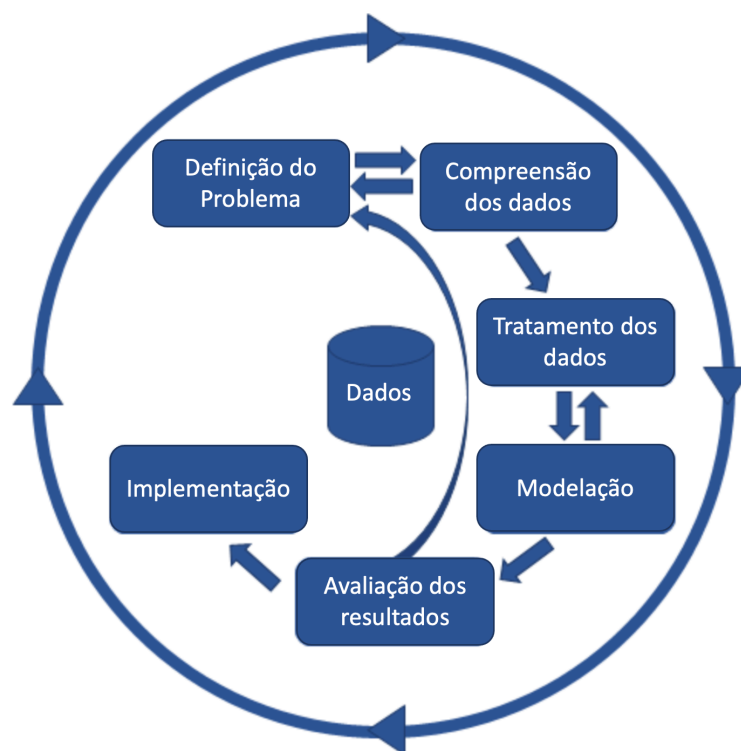 Definição do
Problema
Compreensão
dos dados
Tratamento dos
dados
Dados
Modelação
Implementação
Avaliação dos
resultados